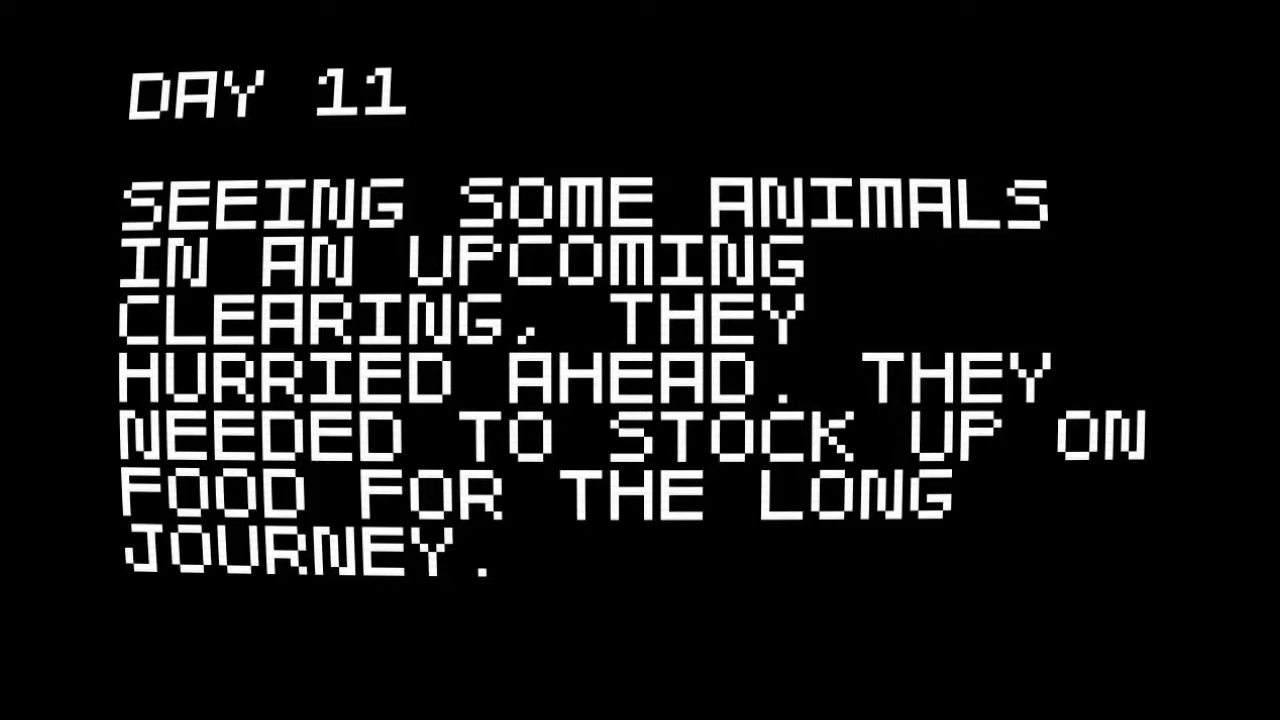 DAY 11
SEEING SOME ANIMALS
IN AN UPCOMING
CLEARING, THEY
HURRIED AHEAD. THEY
NEEDED TO STOCK UP ON
FOOD FOR THE LONG
JOURNEY.